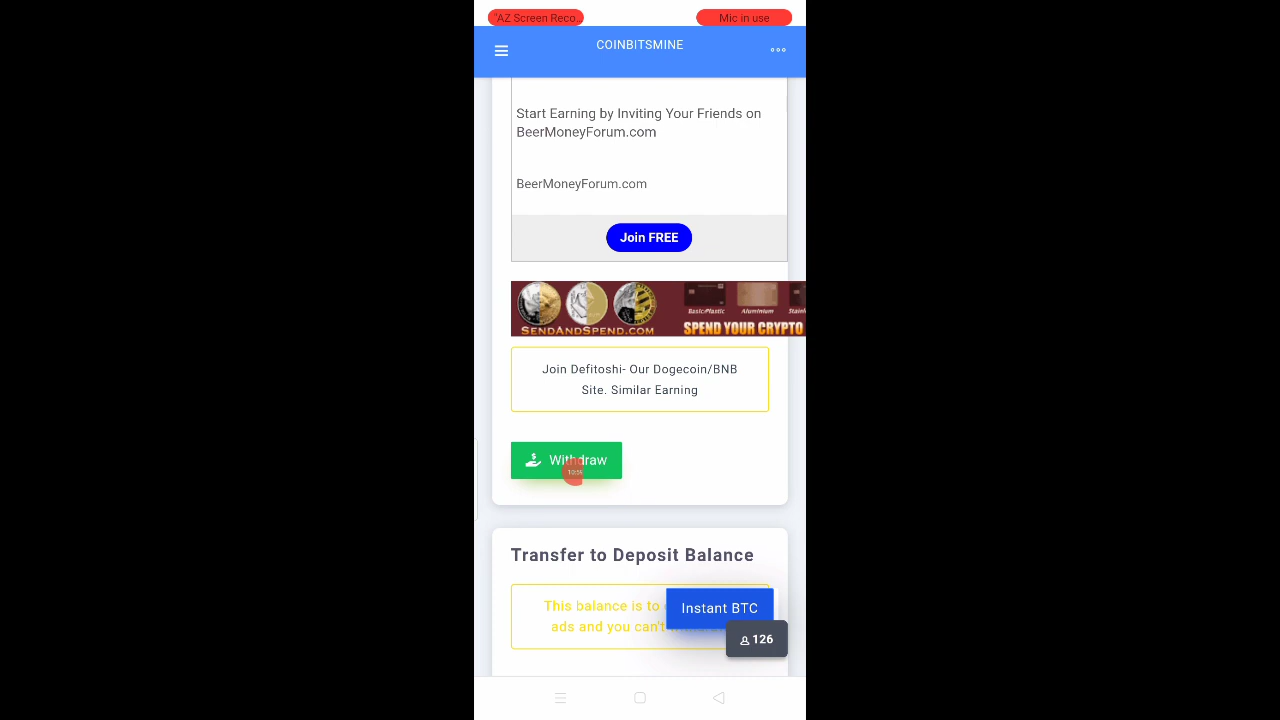 "AZ Screen Reco..
Mic in use
COINBITSMINE
Start Earning by Inviting Your Friends on
BeerMoneyForum.com
BeerMoneyForum.com
Join FREE
SENDANDSPEND.COM
Basic/Plastic
Aluminium
SPEND YOUR CRYPTO
Join Defitoshi- Our Dogecoin/BNB
Site. Similar Earning
Withdraw
Transfer to Deposit Balance
This balance is to
ads and you can't
Instant BTC
126